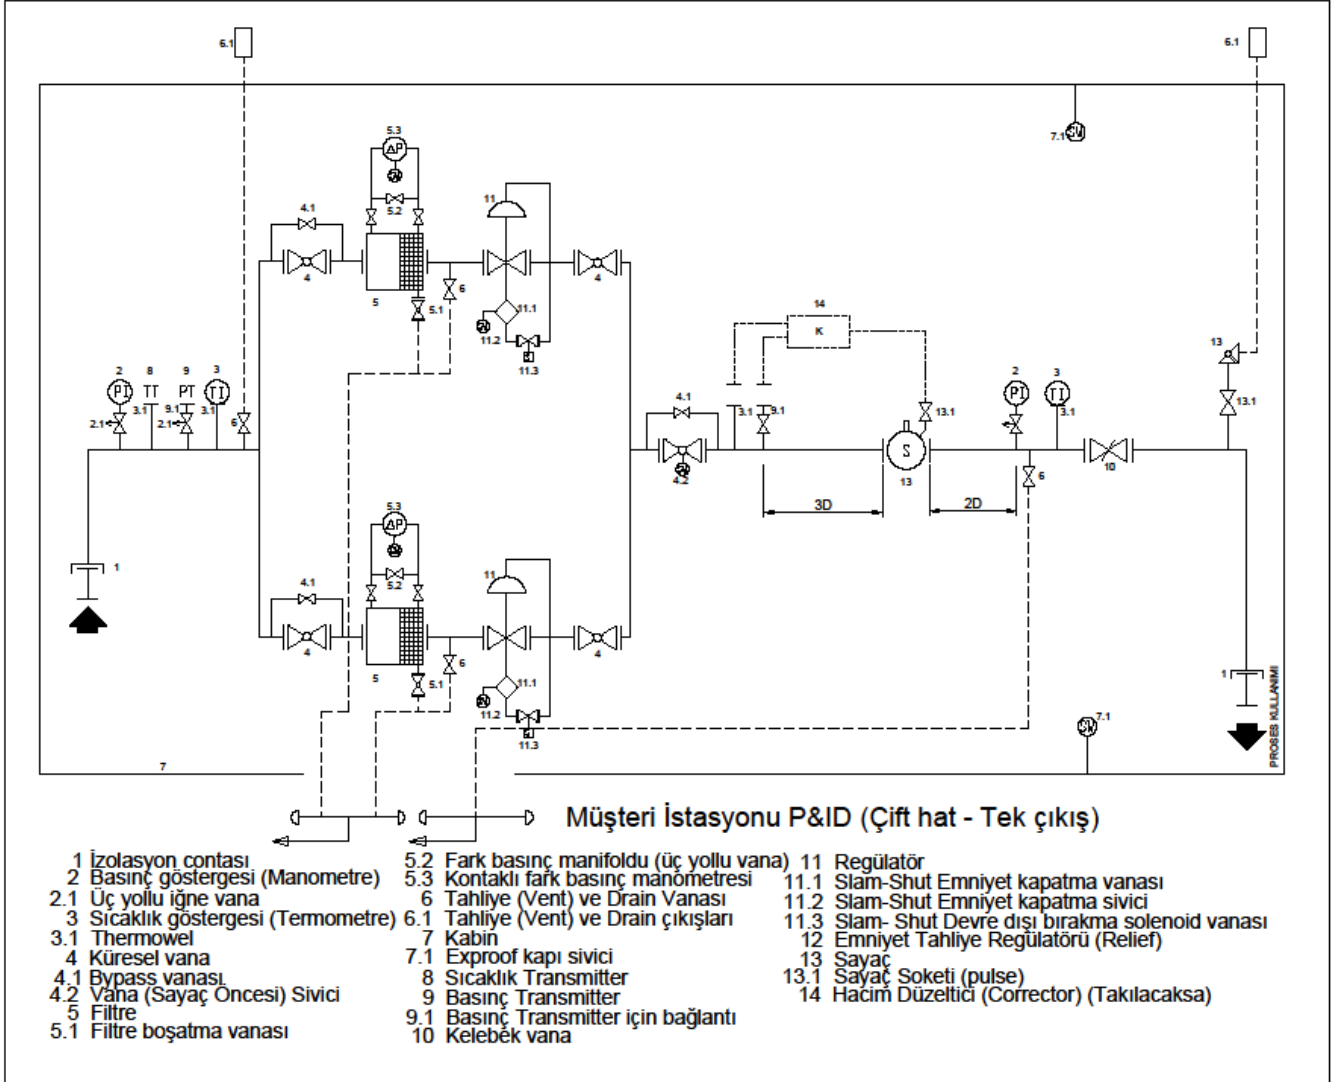 6.1
6.1
7.1 SW
5.3
ΔP
5.2
4.1
4
5
5.1
6
11
11.1
11.2
11.3
4
14
K
13
13.1
2 8 9 3
PI TT PT TI
2.1 3.1 9.1 3.1 6
2.1
4.1
4.2
3.1
9.1
13.1
S
13
2 3
PI TI
3.1
6
10
3D
2D
1
5.3
ΔP
5.2
4.1
4
5
5.1
6
11
11.1
11.2
11.3
4
1
7.1
SW
PROSES KULLANIMI
7
Müşteri İstasyonu P&ID (Çift hat - Tek çıkış)
1 İzolasyon contası
2 Basınç göstergesi (Manometre)
2.1 Üç yollu iğne vana
3 Sıcaklık göstergesi (Termometre)
3.1 Thermowel
4 Küresel vana
4.1 Bypass vanası
4.2 Vana (Sayaç Öncesi) Sivici
5 Filtre
5.1 Filtre boşatma vanası
5.2 Fark basınç manifoldu (üç yollu vana)
5.3 Kontaklı fark basınç manometresi
6 Tahliye (Vent) ve Drain Vanası
6.1 Tahliye (Vent) ve Drain çıkışları
7 Kabin
7.1 Exproof kapı sivici
8 Sıcaklık Transmitter
9 Basınç Transmitter
9.1 Basınç Transmitter için bağlantı
10 Kelebek vana
11 Regülatör
11.1 Slam-Shut Emniyet kapatma vanası
11.2 Slam-Shut Emniyet kapatma sivici
11.3 Slam- Shut Devre dışı bırakma solenoid vanası
12 Emniyet Tahliye Regülatörü (Relief)
13 Sayaç
13.1 Sayaç Soketi (pulse)
14 Hacim Düzeltici (Corrector) (Takılacaksa)